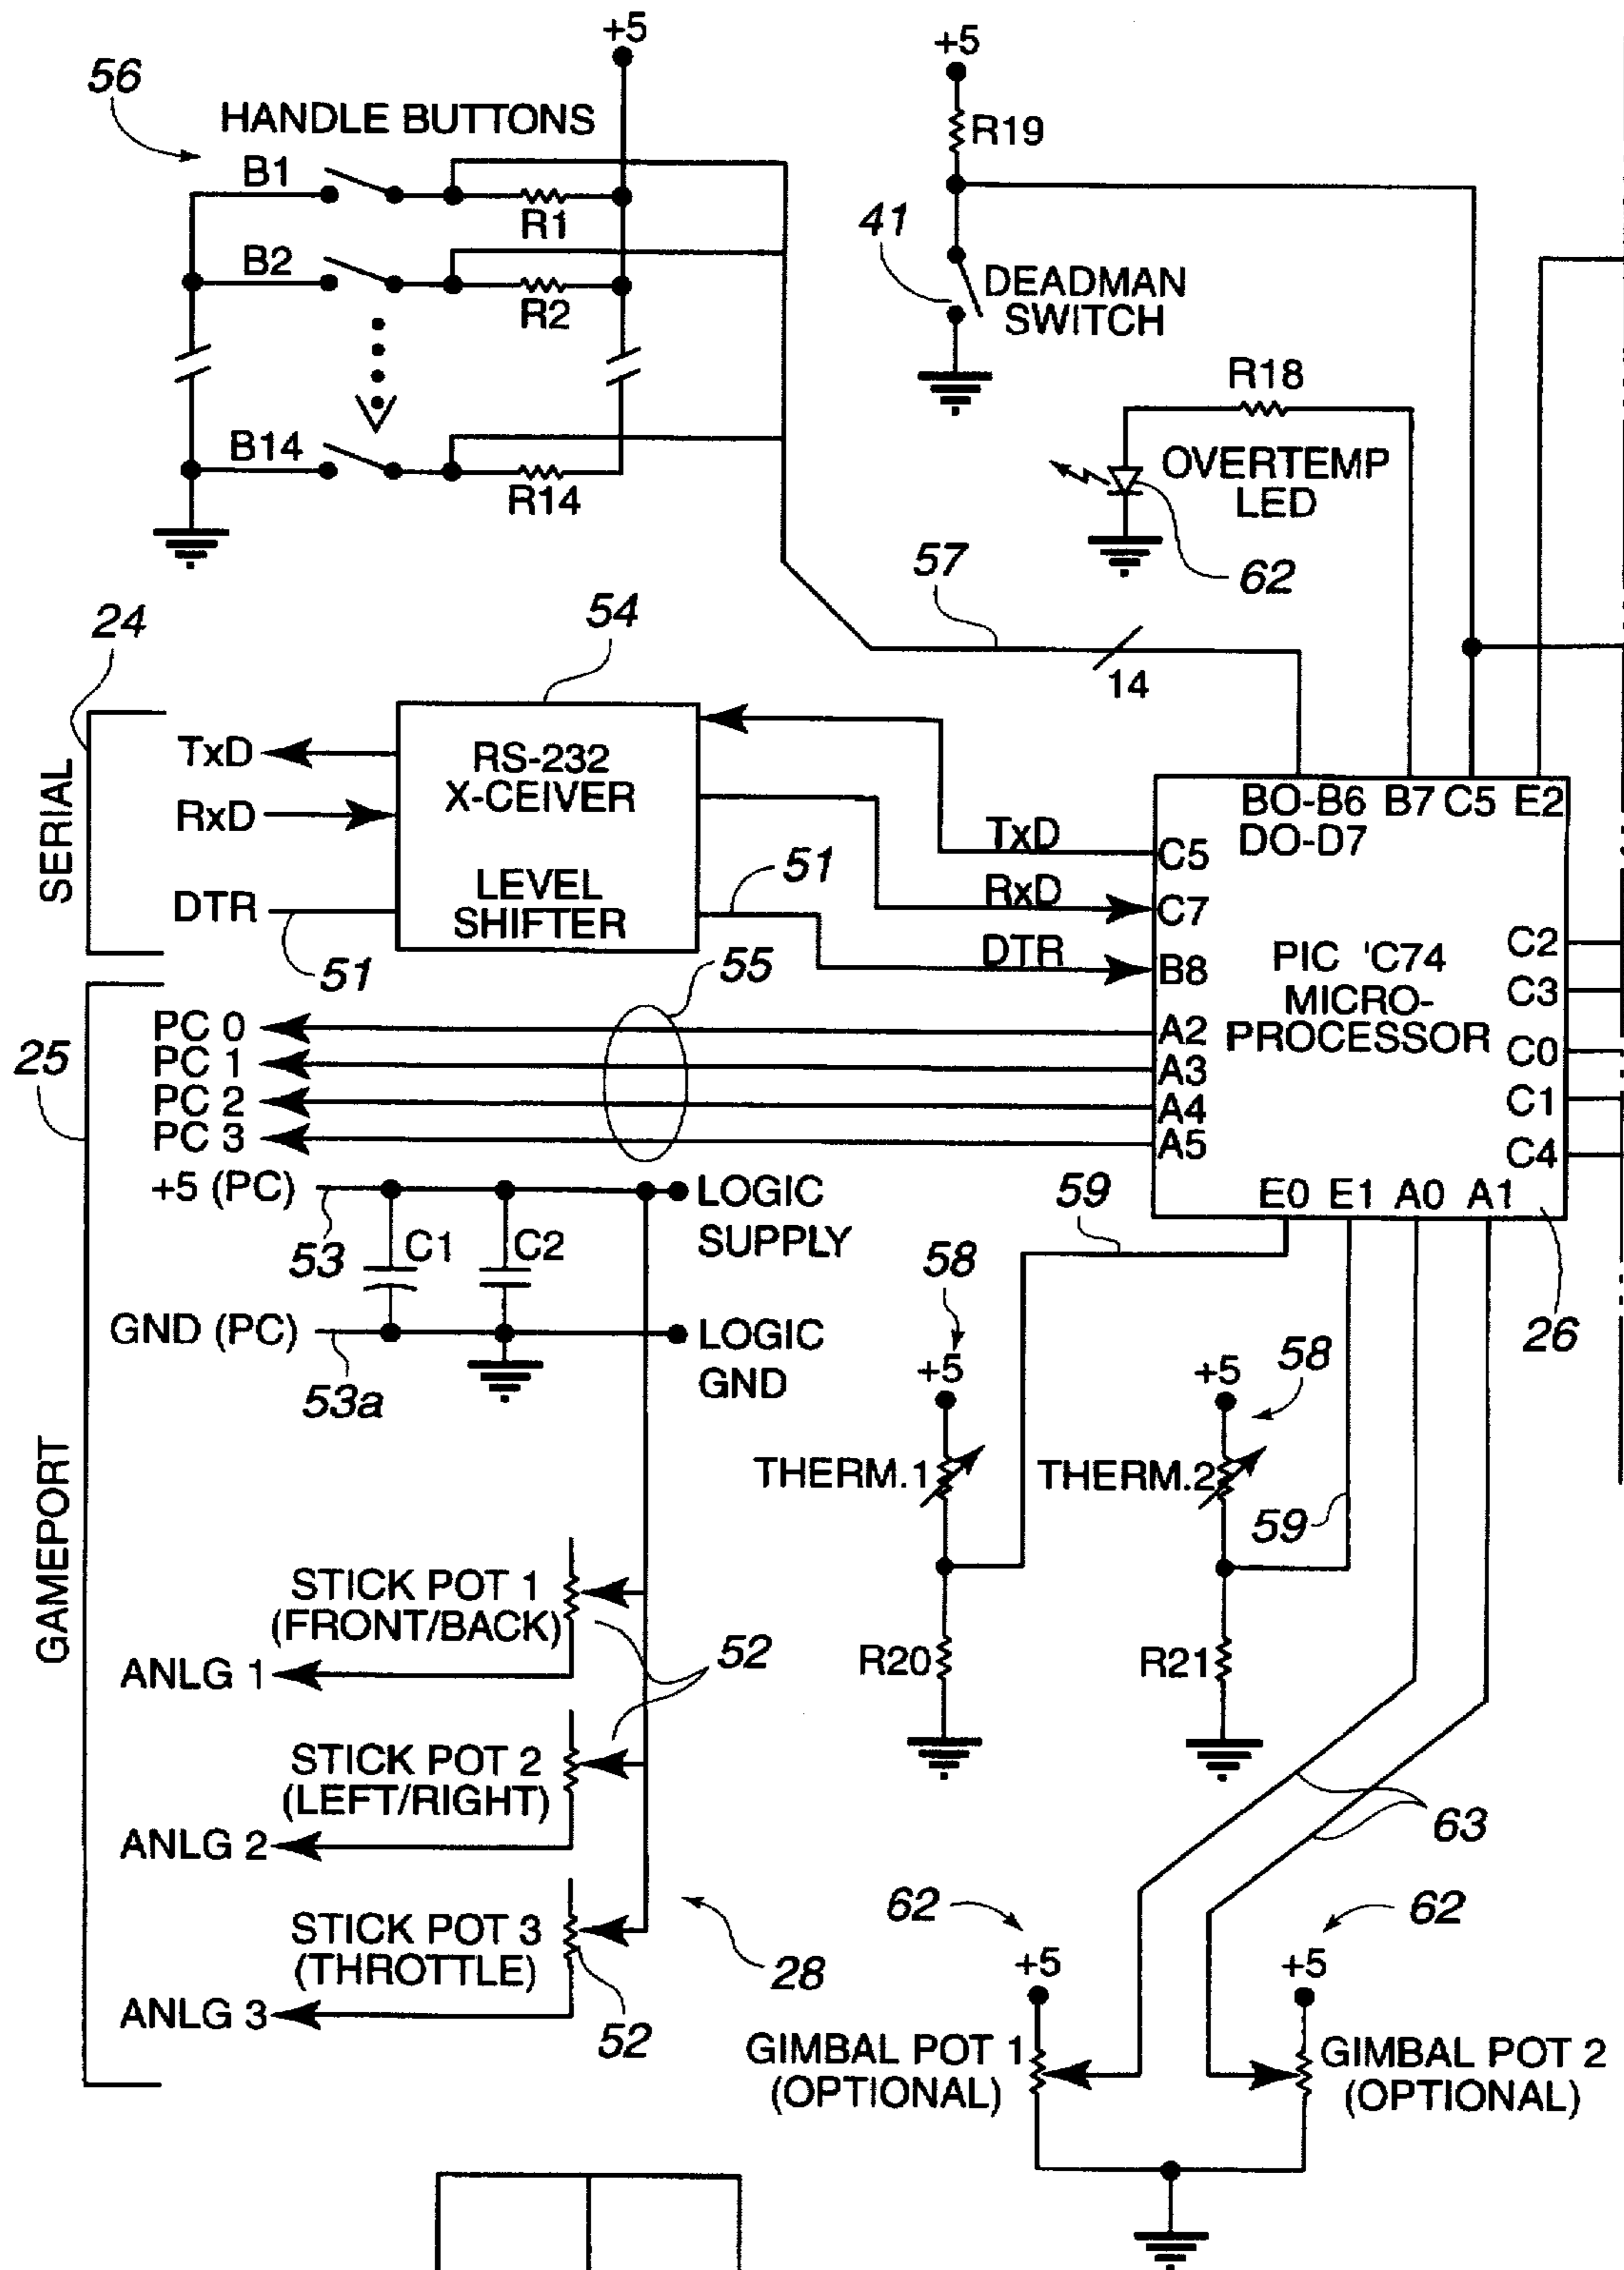 +5
+5
56
HANDLE BUTTONS
R19
B1
R1
41
B2
R2
DEADMAN
SWITCH
R18
B14
R14
OVERTEMP
LED
57
62
24
54
14
SERIAL
TxD
RxD
DTR
51
RS-232
X-CEIVER
LEVEL
SHIFTER
51
TxD
RxD
DTR
BO-B6 B7 C5 E2
DO-D7
C5
C7
B8
A2
A3
A4
A5
PIC 'C74
MICRO-
PROCESSOR
C2
C3
C0
C1
C4
E0 E1 A0 A1
26
55
25
GAMEPORT
PC 0
PC 1
PC 2
PC 3
+5 (PC)
53
C1
C2
LOGIC
SUPPLY
GND (PC)
53a
LOGIC
GND
59
58
+5
58
+5
THERM.1
THERM.2
59
R20
R21
STICK POT 1
(FRONT/BACK)
52
ANLG 1
STICK POT 2
(LEFT/RIGHT)
ANLG 2
63
STICK POT 3
(THROTTLE)
28
52
ANLG 3
62
62
+5
+5
GIMBAL POT 1
(OPTIONAL)
GIMBAL POT 2
(OPTIONAL)